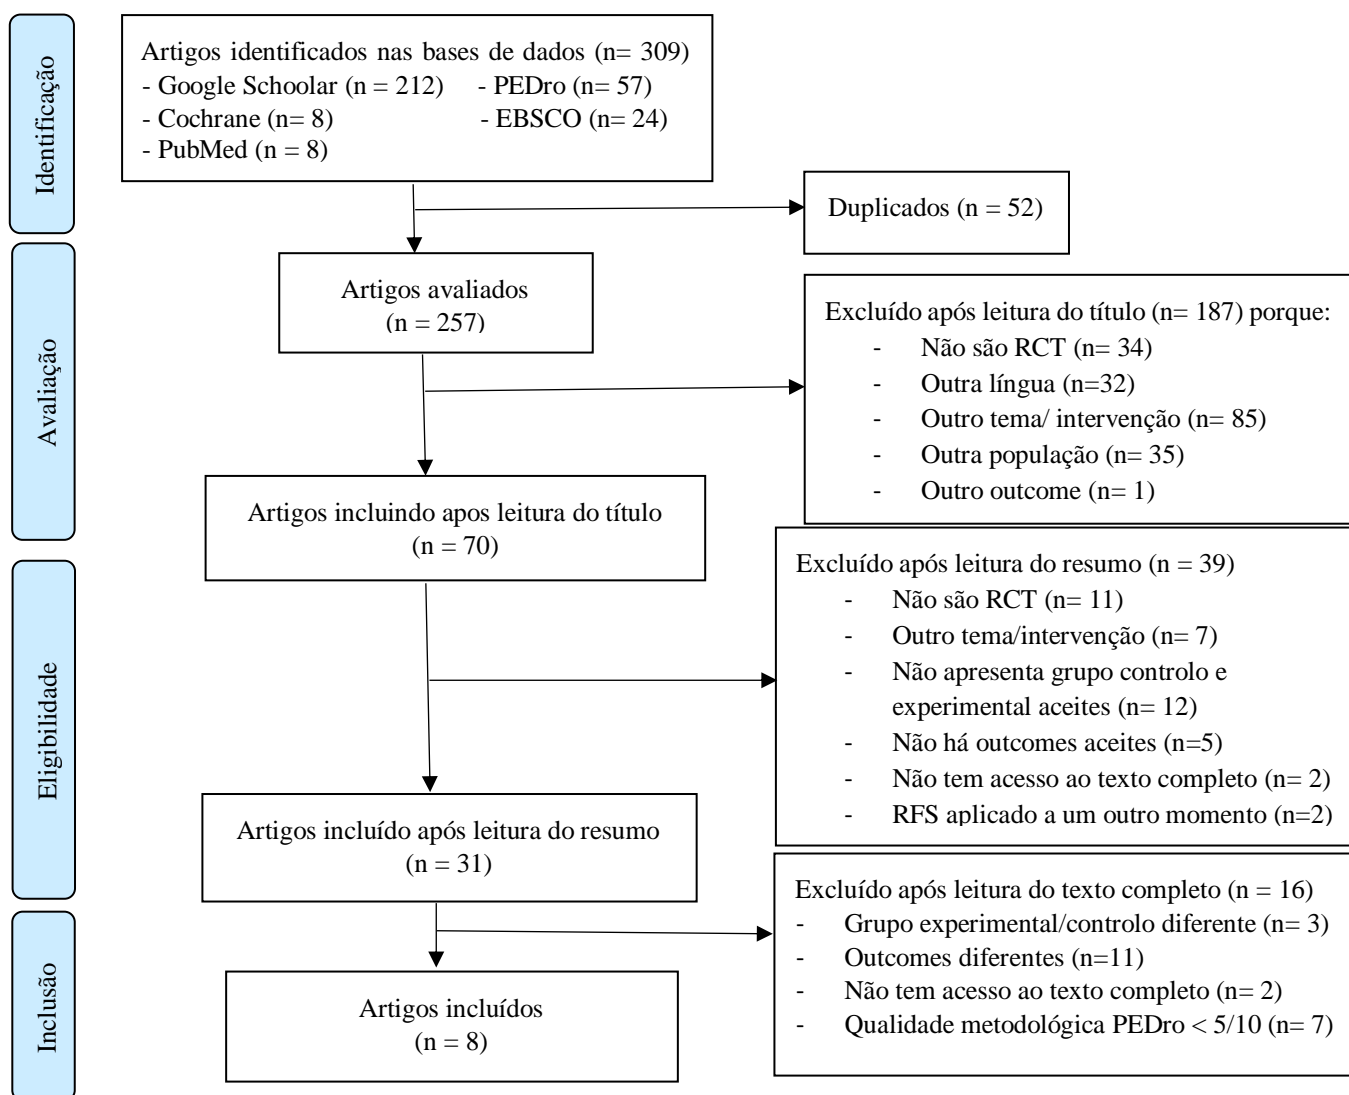 Identificação
Artigos identificados nas bases de dados (n= 309)
- Google Schoolar (n = 212) - PEDro (n= 57)
- Cochrane (n= 8) - EBSCO (n= 24)
- PubMed (n = 8)
Duplicados (n = 52)
Avaliação
Artigos avaliados
(n = 257)
Excluído após leitura do título (n= 187) porque:
- Não são RCT (n= 34)
- Outra língua (n=32)
- Outro tema/ intervenção (n= 85)
- Outra população (n= 35)
- Outro outcome (n= 1)
Artigos incluindo apos leitura do título
(n = 70)
Eligibilidade
Excluído após leitura do resumo (n = 39)
- Não são RCT (n= 11)
- Outro tema/intervenção (n= 7)
- Não apresenta grupo controlo e
experimental aceites (n= 12)
- Não há outcomes aceites (n=5)
- Não tem acesso ao texto completo (n= 2)
- RFS aplicado a um outro momento (n=2)
Artigos incluído após leitura do resumo
(n = 31)
Inclusão
Excluído após leitura do texto completo (n = 16)
- Grupo experimental/controlo diferente (n= 3)
- Outcomes diferentes (n=11)
- Não tem acesso ao texto completo (n= 2)
- Qualidade metodológica PEDro < 5/10 (n= 7)
Artigos incluídos
(n = 8)